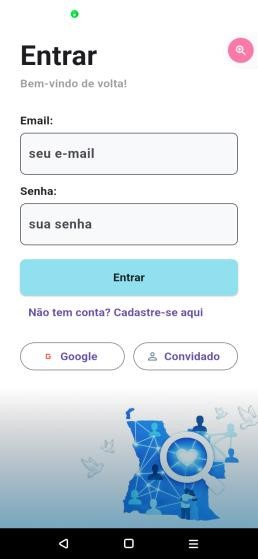 Entrar
Bem-vindo de volta!
Email:
seu e-mail
Senha:
sua senha
Entrar
Não tem conta? Cadastre-se aqui
G Google
Convidado